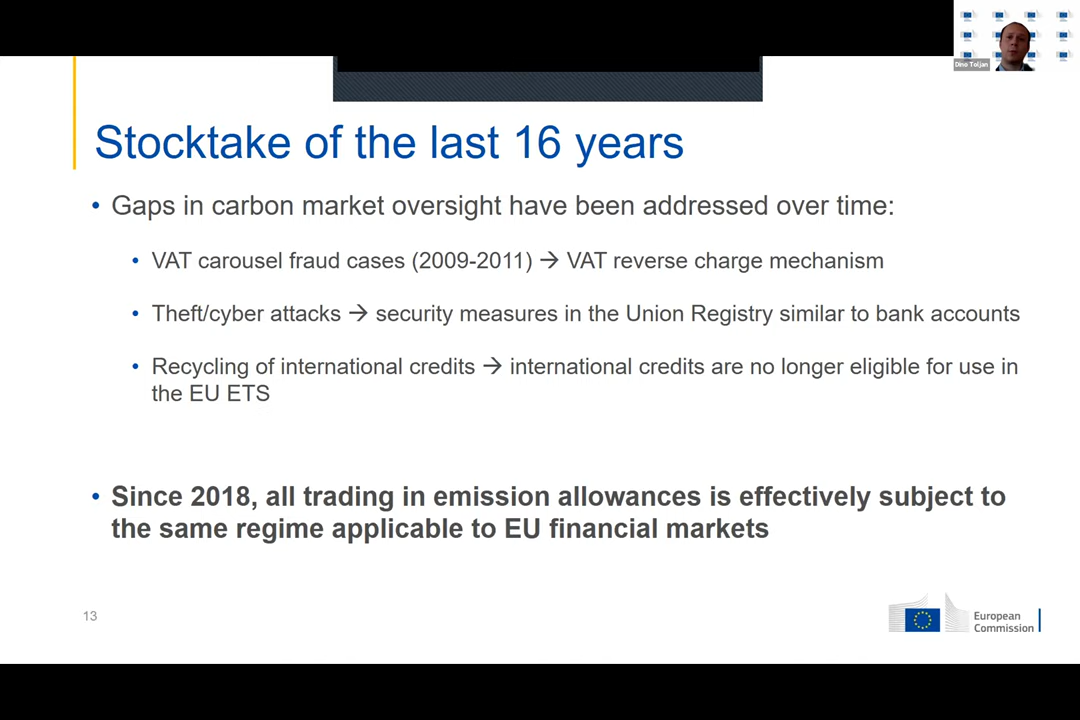 Dino Toljan
Stocktake of the last 16 years
• Gaps in carbon market oversight have been addressed over time:
• VAT carousel fraud cases (2009-2011) → VAT reverse charge mechanism
• Theft/cyber attacks → security measures in the Union Registry similar to bank accounts
• Recycling of international credits → international credits are no longer eligible for use in
the EU ETS
• Since 2018, all trading in emission allowances is effectively subject to
the same regime applicable to EU financial markets
13
European
Commission